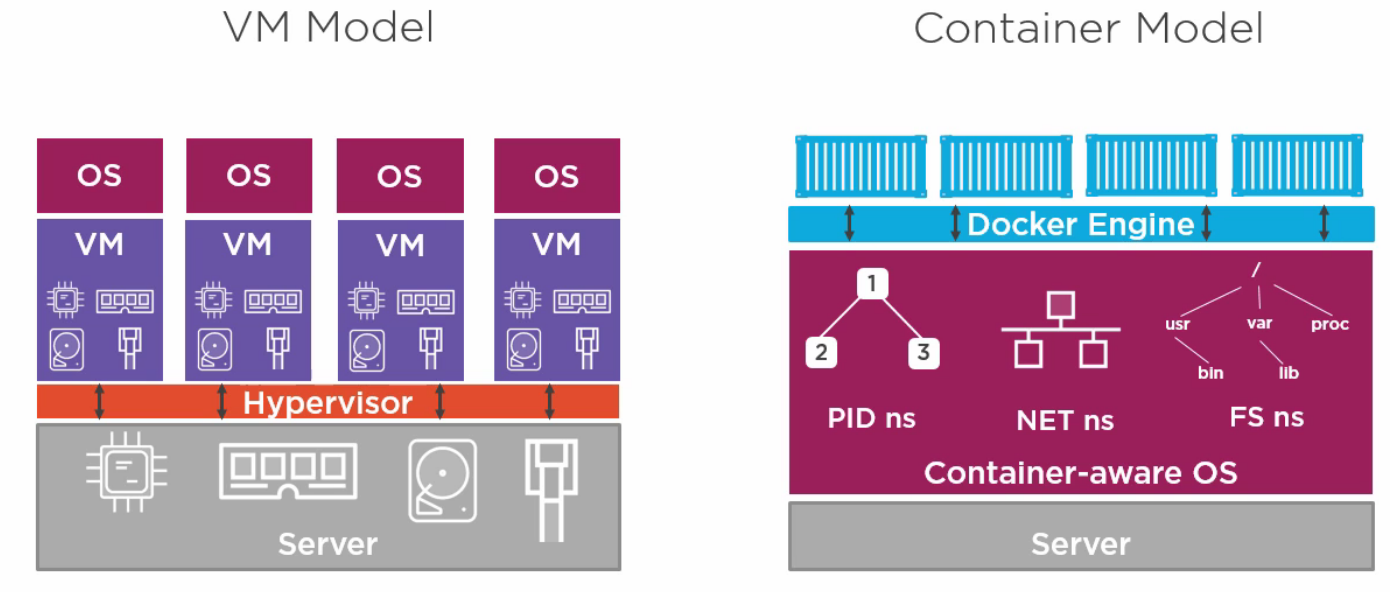 VM Model
OS OS OS OS
VM VM VM VM
Hypervisor
Server
Container Model
Docker Engine
1
2 3
PID ns
NET ns
/
usr var proc
bin lib
FS ns
Container-aware OS
Server